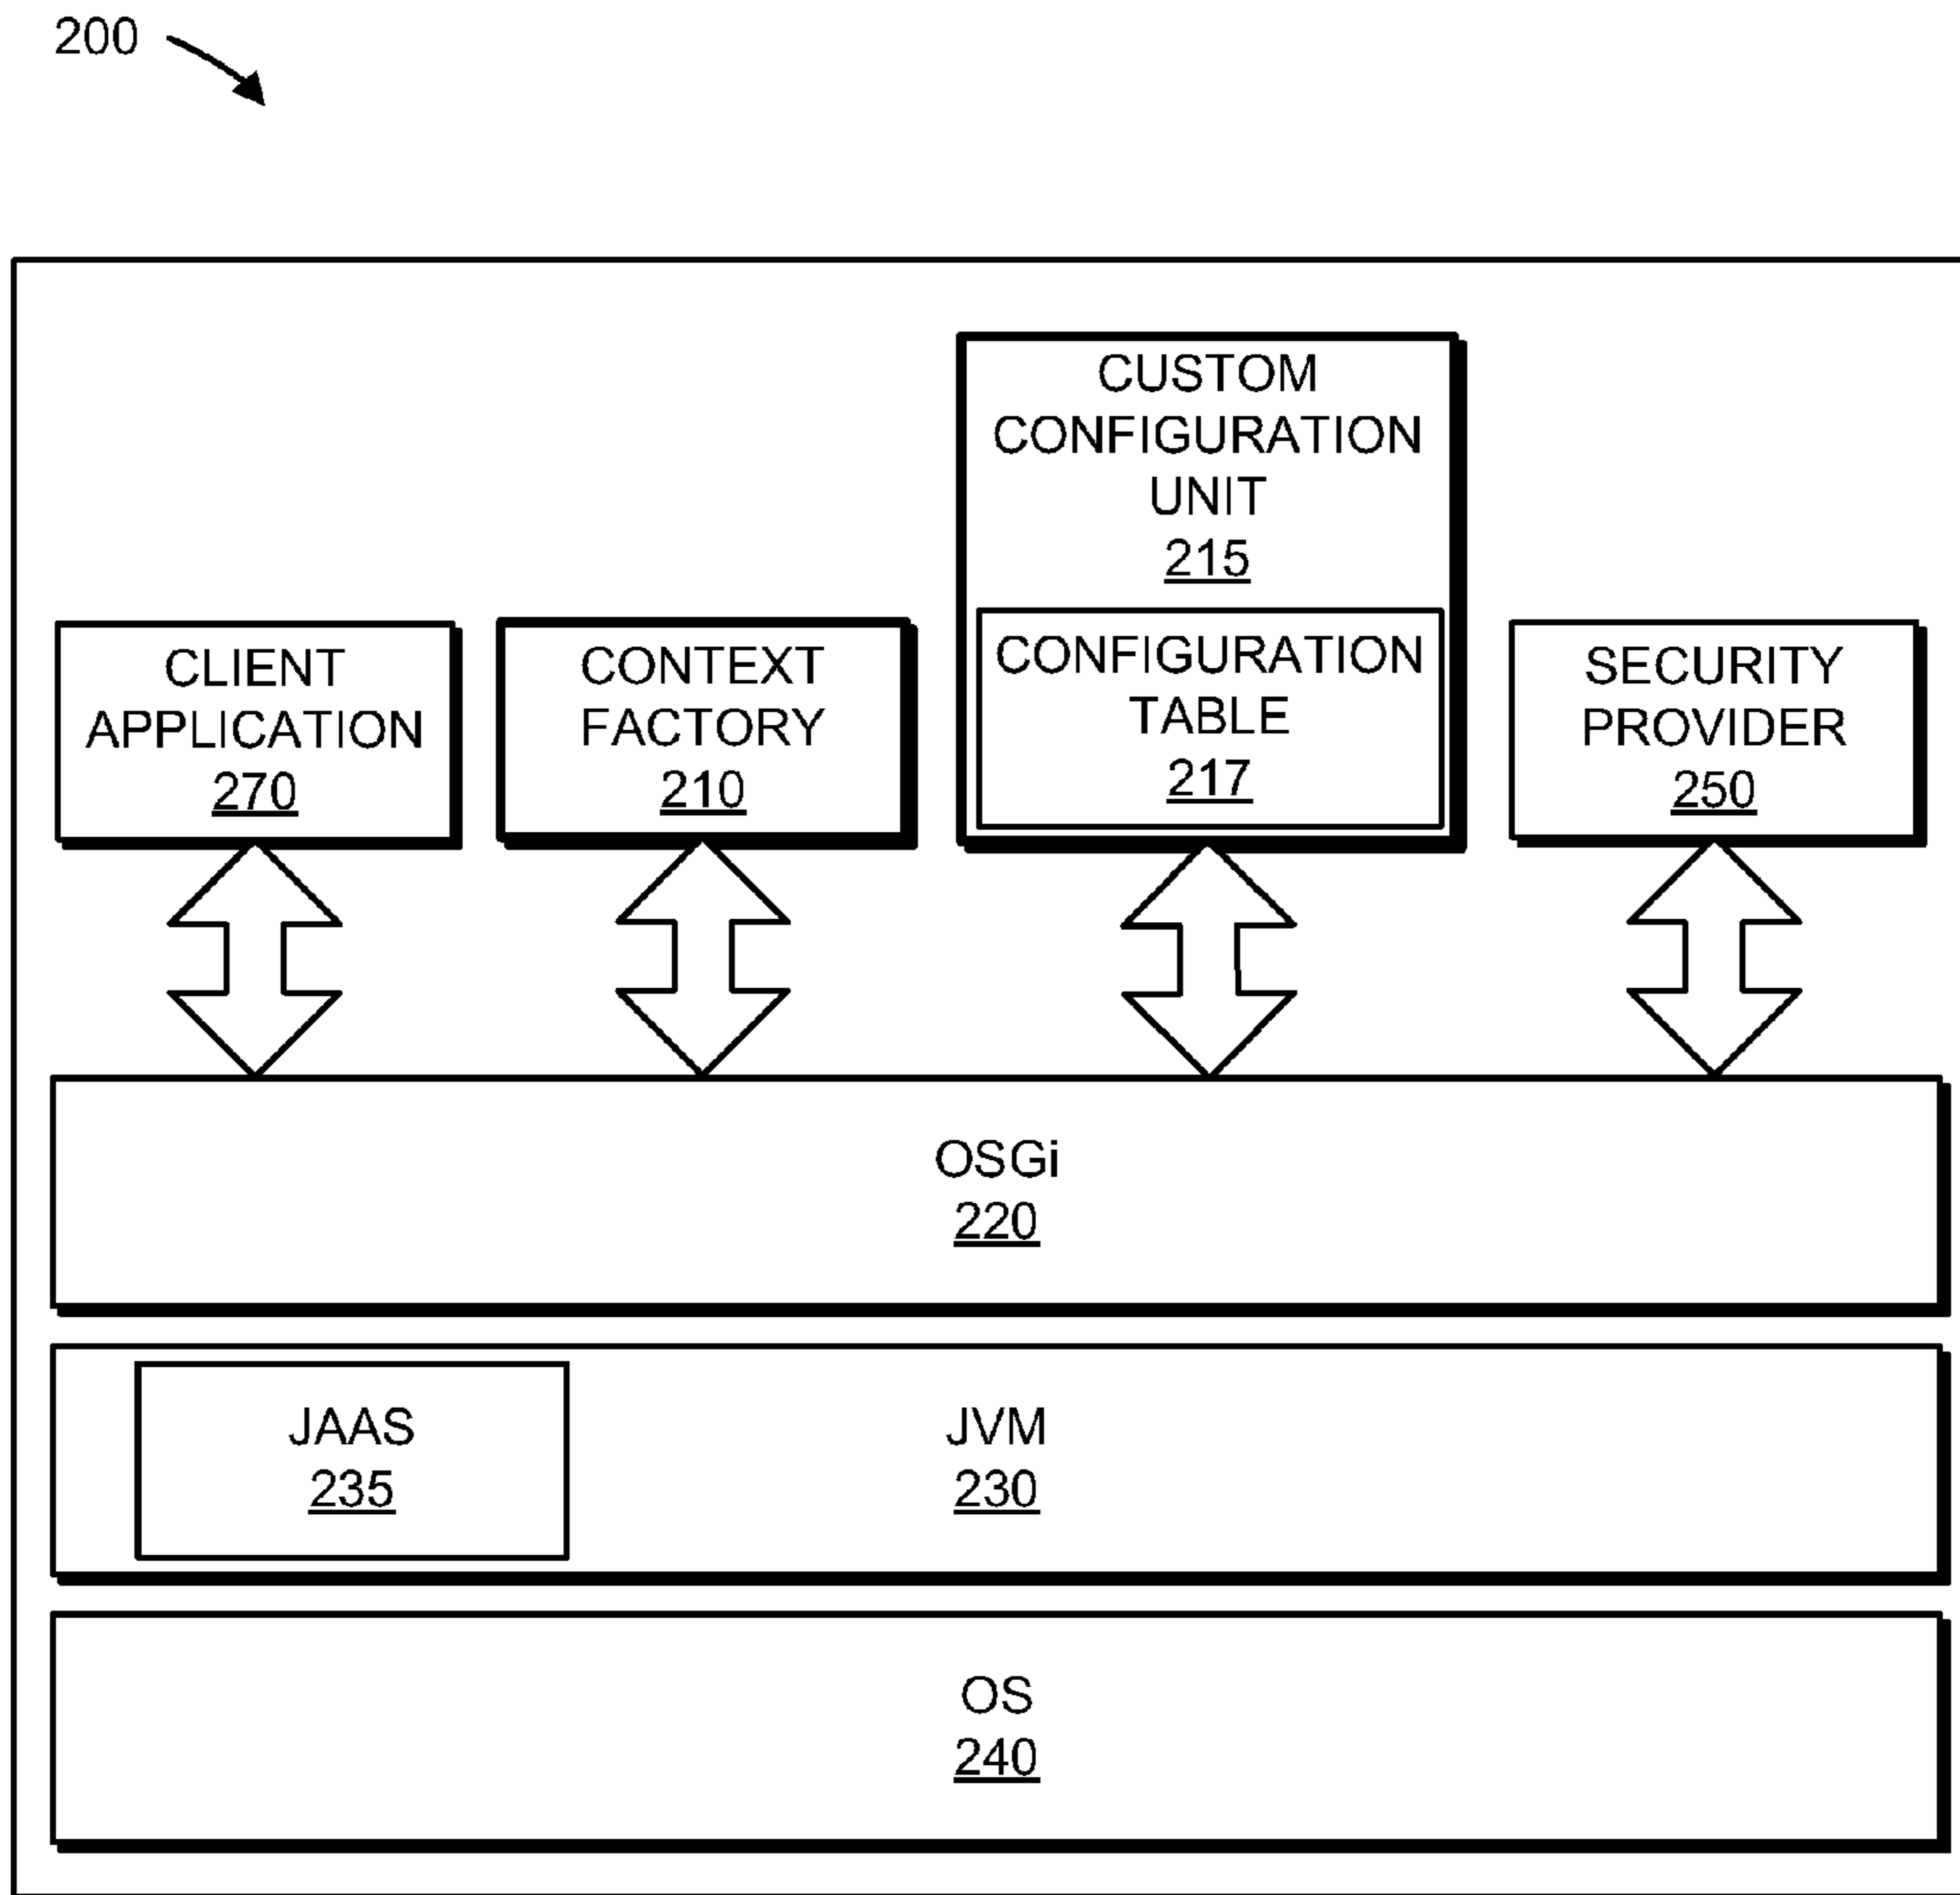 200
CUSTOM
CONFIGURATION
UNIT
215
CLIENT
APPLICATION
270
CONTEXT
FACTORY
210
CONFIGURATION
TABLE
217
SECURITY
PROVIDER
250
OSGi
220
JAAS
235
JVM
230
OS
240